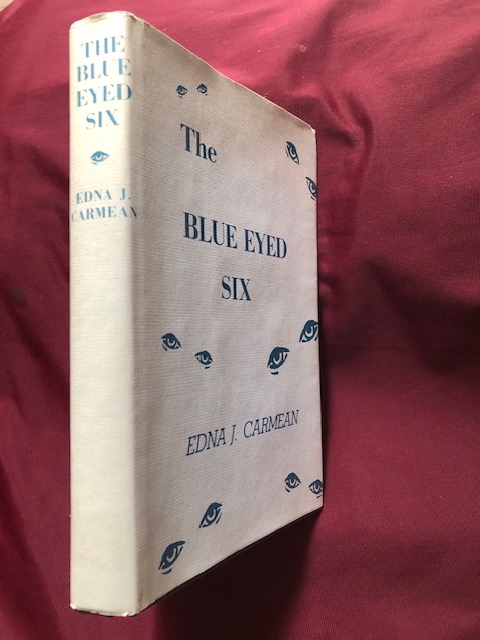 THE
BLUE
EYED
SIX
EDNA J.
CARMEAN
The
BLUE EYED
SIX
EDNA J. CARMEAN